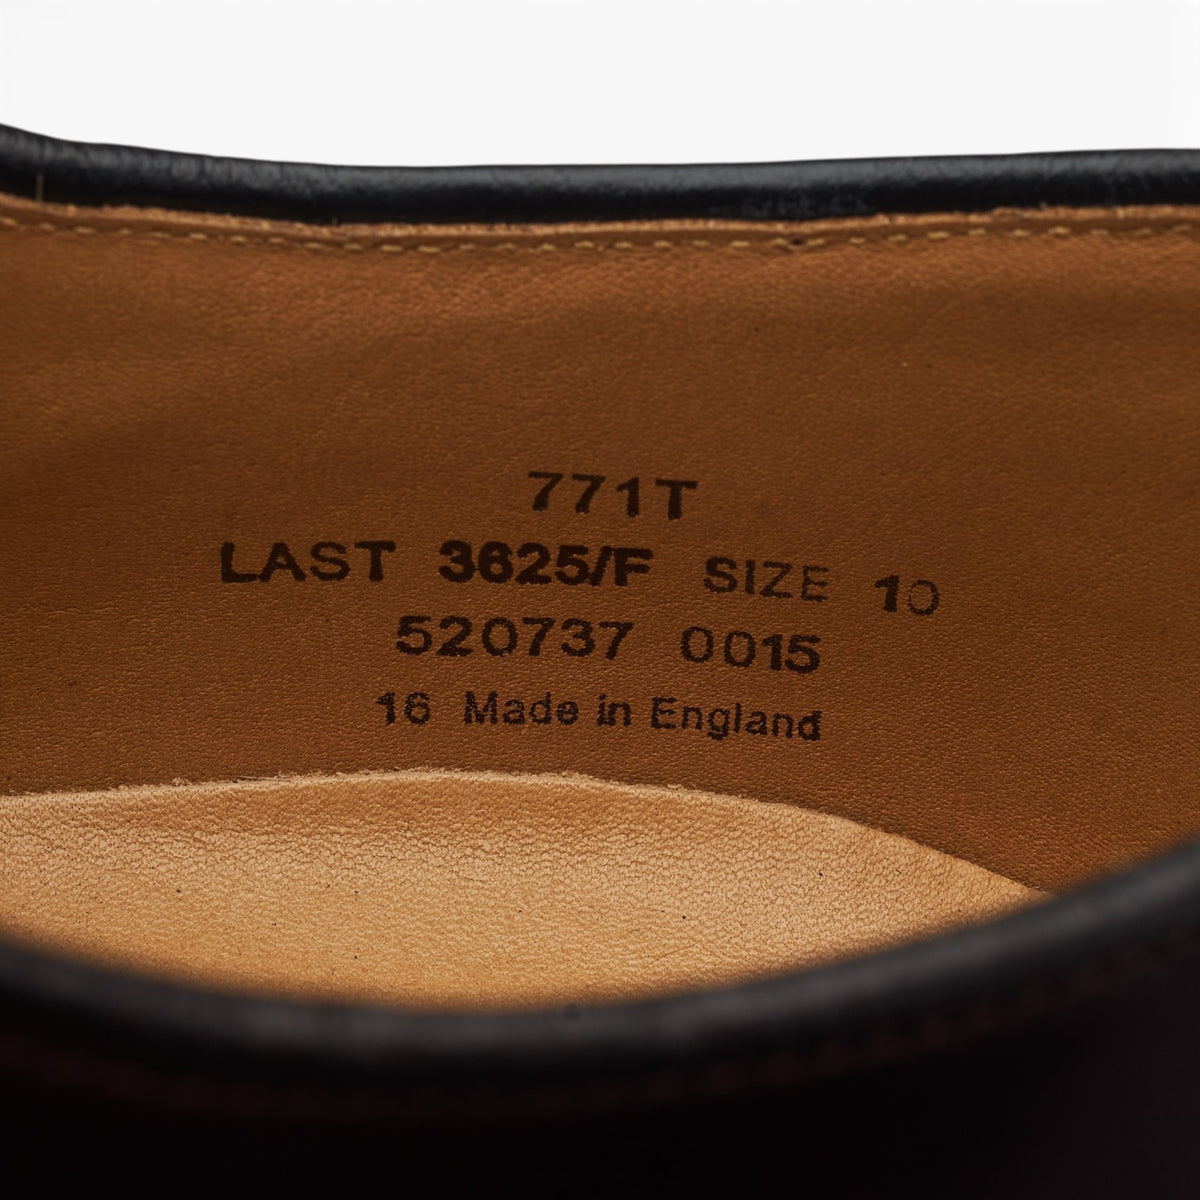 771T
LAST 3625/F SIZE 10
520737 0015
16 Made in England